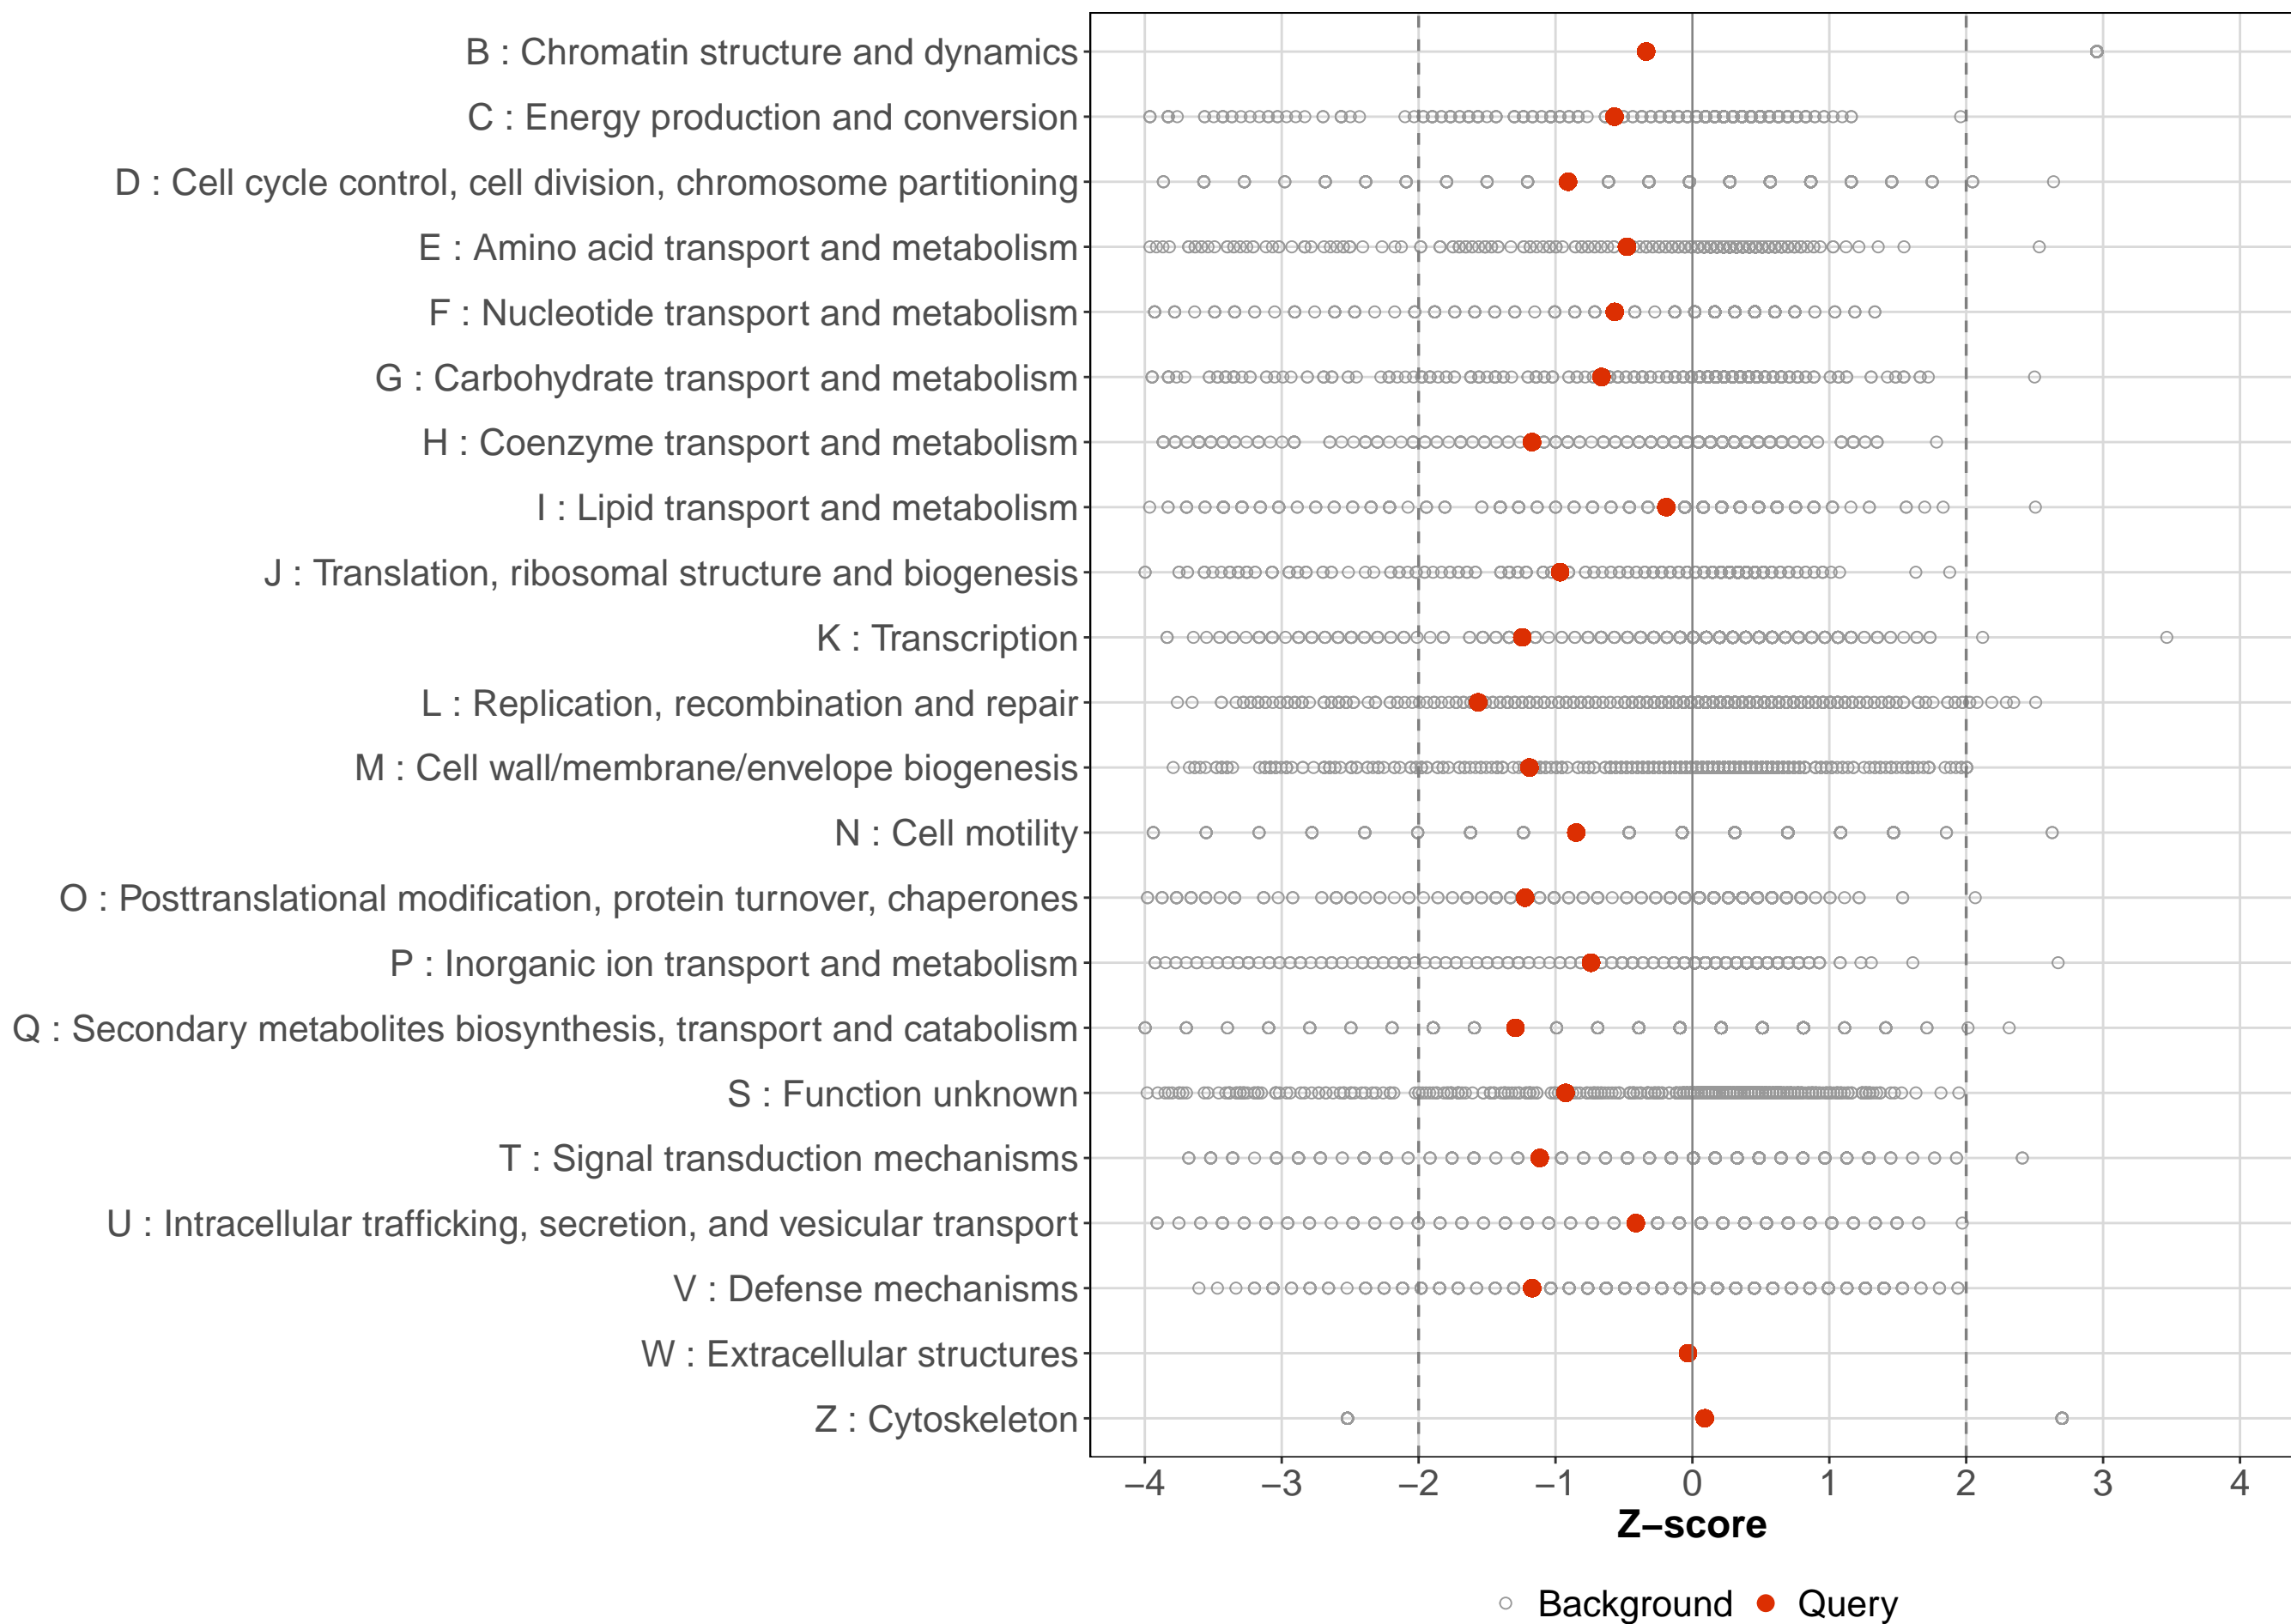 B : Chromatin structure and dynamics
C : Energy production and conversion
D : Cell cycle control, cell division, chromosome partitioning
E : Amino acid transport and metabolism
F : Nucleotide transport and metabolism
G : Carbohydrate transport and metabolism
H : Coenzyme transport and metabolism
I : Lipid transport and metabolism
J : Translation, ribosomal structure and biogenesis
K : Transcription
L : Replication, recombination and repair
M : Cell wall/membrane/envelope biogenesis
N : Cell motility
O : Posttranslational modification, protein turnover, chaperones
P : Inorganic ion transport and metabolism
Q : Secondary metabolites biosynthesis, transport and catabolism
S : Function unknown
T : Signal transduction mechanisms
U : Intracellular trafficking, secretion, and vesicular transport
V : Defense mechanisms
W : Extracellular structures
Z : Cytoskeleton
−4 −3 −2 −1 0 1 2 3 4
Z−score
Background Query